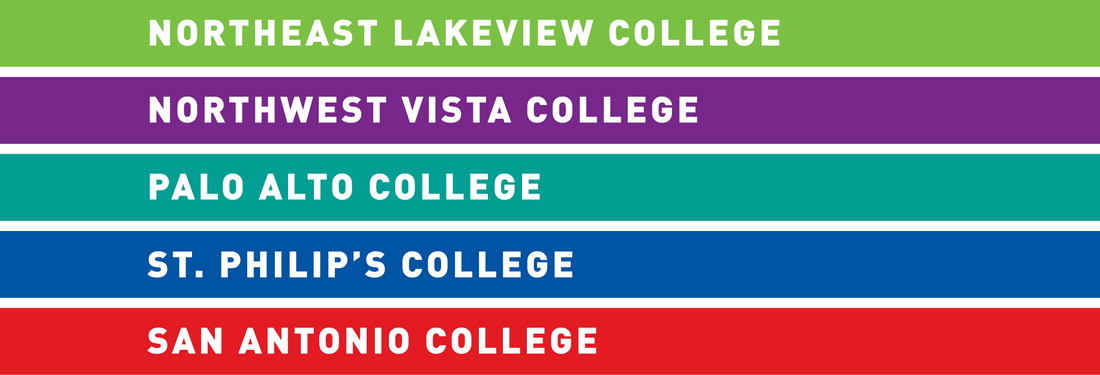 NORTHEAST LAKEVIEW COLLEGE
NORTHWEST VISTA COLLEGE
PALO ALTO COLLEGE
ST. PHILIP’S COLLEGE
SAN ANTONIO COLLEGE